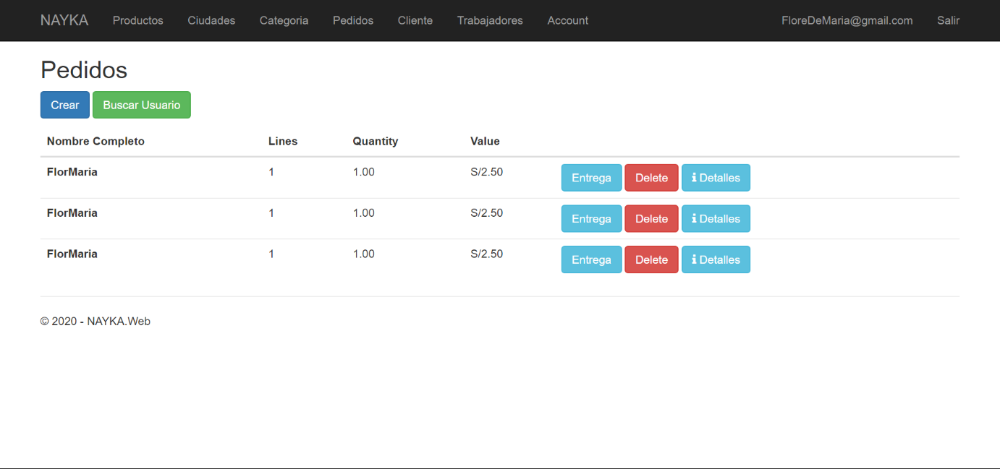 NAYKA Productos Ciudades Categoria Pedidos Cliente Trabajadores Account FloreDeMaria@gmail.com Salir
Pedidos
Crear Buscar Usuario
Nombre Completo Lines Quantity Value
FlorMaria 1 1.00 S/2.50 Entrega Delete Detalles
FlorMaria 1 1.00 S/2.50 Entrega Delete Detalles
FlorMaria 1 1.00 S/2.50 Entrega Delete Detalles
© 2020 - NAYKA.Web